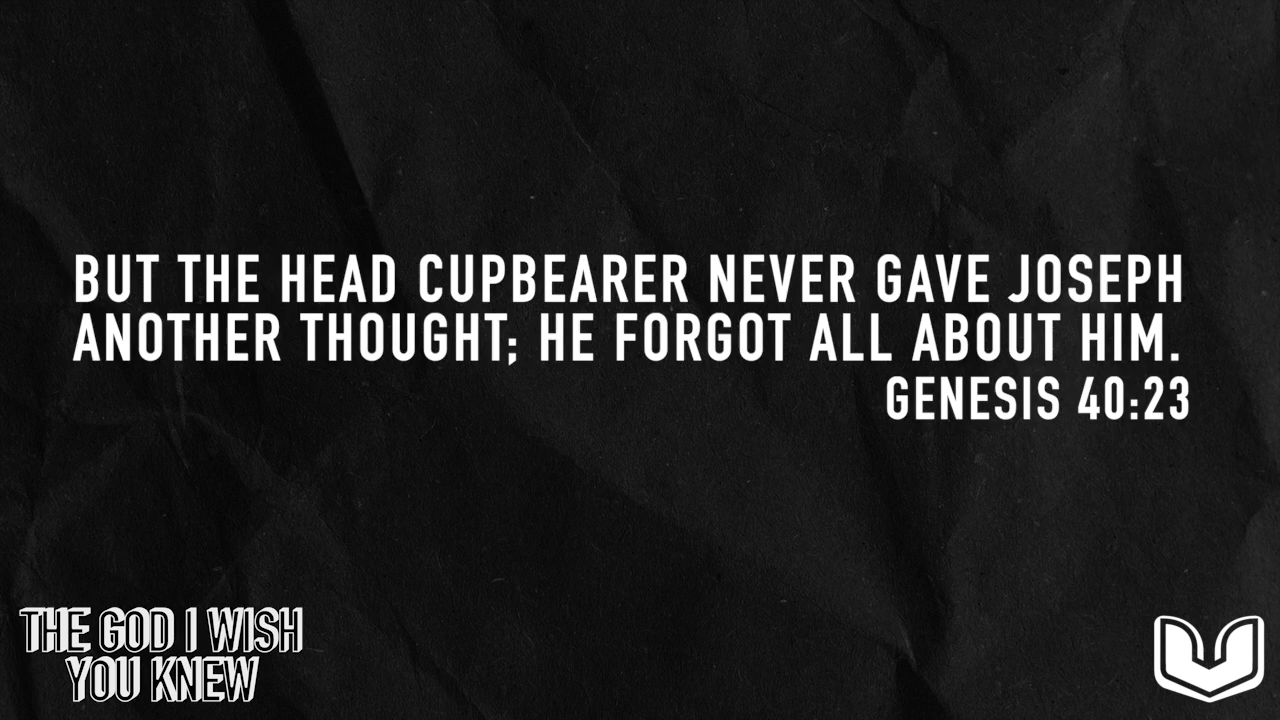 BUT THE HEAD CUPBEARER NEVER GAVE JOSEPH
ANOTHER THOUGHT; HE FORGOT ALL ABOUT HIM.
GENESIS 40:23
THE GOD I WISH
YOU KNEW